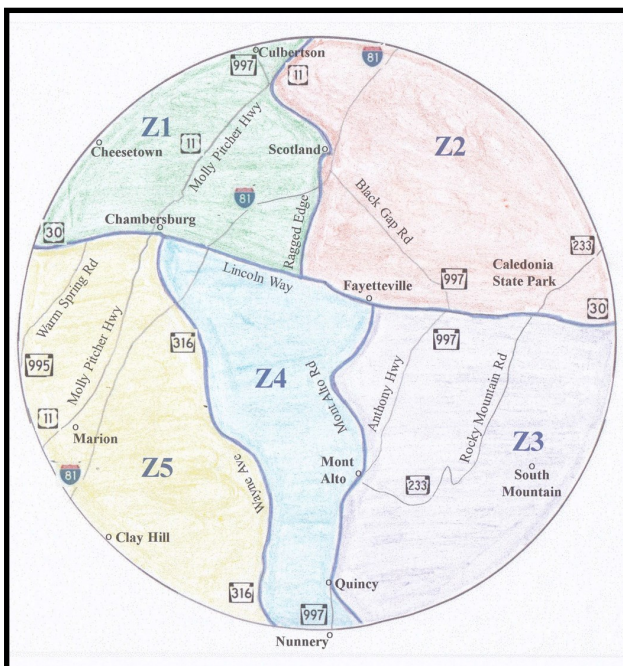 Culbertson
997
11
81
Z1
Cheesetown
11
Molly Pitcher Hwy
Scotland
Z2
81
Black Gap Rd
Ragged Edge
30
Chambersburg
233
Caledonia
State Park
997
Lincoln Way
Fayetteville
30
Warm Spring Rd
316
997
995
Molly Pitcher Hwy
Z4
Mont Alto Rd
Anthony Hwy
Rocky Mountain Rd
11
Marion
Z3
Z5
Mont
Alto
81
Wayne Ave
233
South
Mountain
Clay Hill
316
Quincy
997
Nunnery